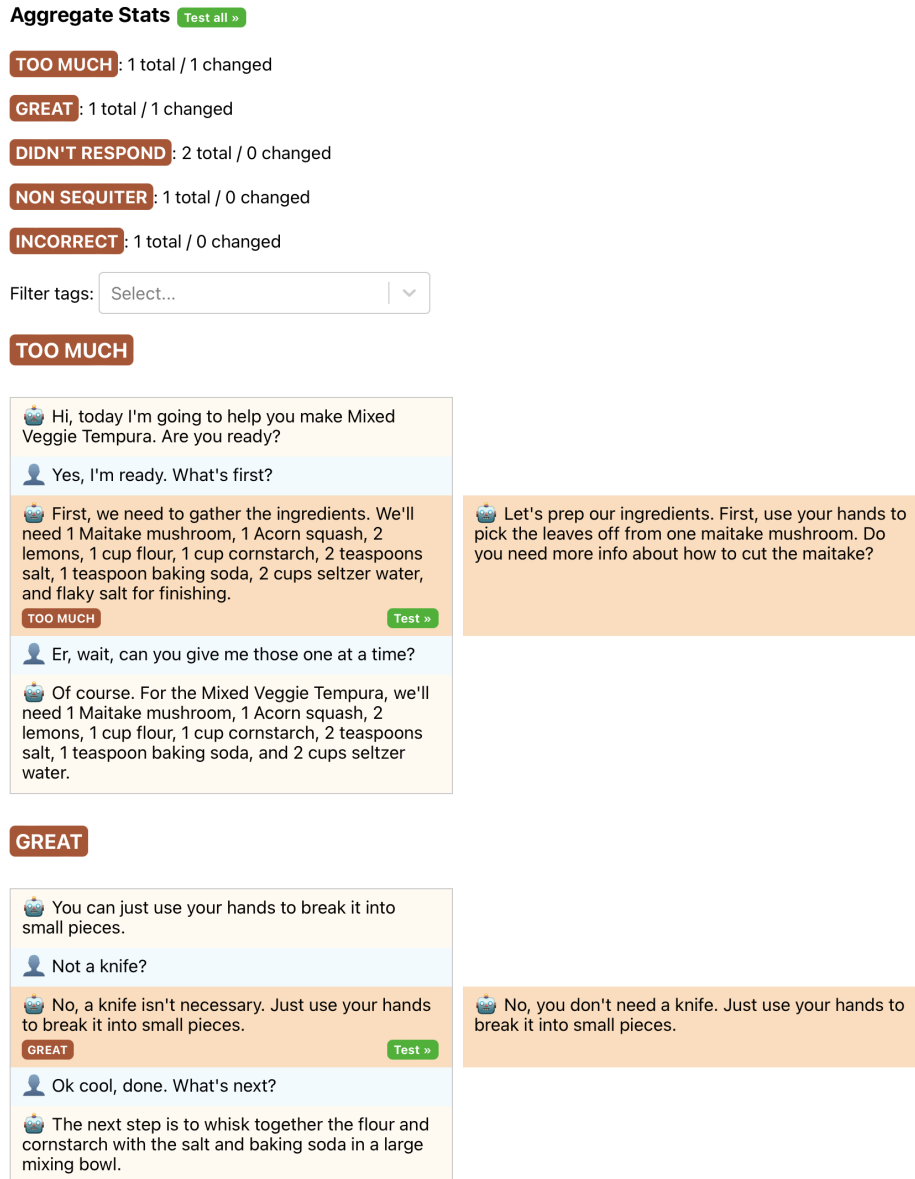 Aggregate Stats Test all »
TOO MUCH: 1 total / 1 changed
GREAT: 1 total / 1 changed
DIDN'T RESPOND: 2 total / 0 changed
NON SEQUITER: 1 total / 0 changed
INCORRECT: 1 total / 0 changed
Filter tags: Select...
TOO MUCH
Hi, today I'm going to help you make Mixed
Veggie Tempura. Are you ready?
Yes, I'm ready. What's first?
First, we need to gather the ingredients. We'll
need 1 Maitake mushroom, 1 Acorn squash, 2
lemons, 1 cup flour, 1 cup cornstarch, 2 teaspoons
salt, 1 teaspoon baking soda, 2 cups seltzer water,
and flaky salt for finishing.
TOO MUCH Test »
Let's prep our ingredients. First, use your hands to
pick the leaves off from one maitake mushroom. Do
you need more info about how to cut the maitake?
Er, wait, can you give me those one at a time?
Of course. For the Mixed Veggie Tempura, we'll
need 1 Maitake mushroom, 1 Acorn squash, 2
lemons, 1 cup flour, 1 cup cornstarch, 2 teaspoons
salt, 1 teaspoon baking soda, and 2 cups seltzer
water.
GREAT
You can just use your hands to break it into
small pieces.
Not a knife?
No, a knife isn't necessary. Just use your hands
to break it into small pieces.
GREAT Test »
No, you don't need a knife. Just use your hands to
break it into small pieces.
Ok cool, done. What's next?
The next step is to whisk together the flour and
cornstarch with the salt and baking soda in a large
mixing bowl.